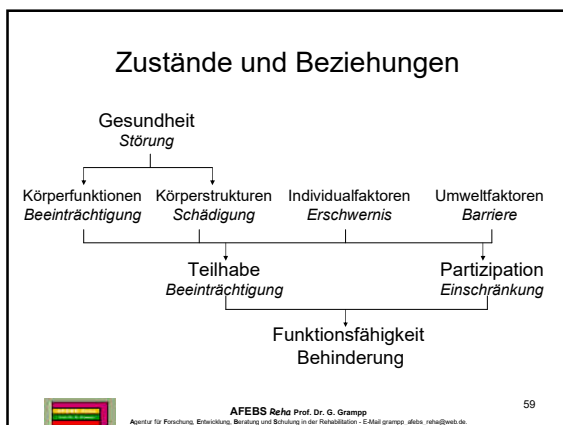 Zustände und Beziehungen
Gesundheit
Störung
Körperfunktionen Körperstrukturen Individualfaktoren Umweltfaktoren
Beeinträchtigung Schädigung Erschwernis Barriere
Teilhabe Partizipation
Beeinträchtigung Einschränkung
Funktionsfähigkeit
Behinderung
AFEBS Reha Prof. Dr. G. Grampp
Agentur für Forschung, Entwicklung, Beratung und Schulung in der Rehabilitation - E-Mail grampp_afebs_reha@web.de.
59